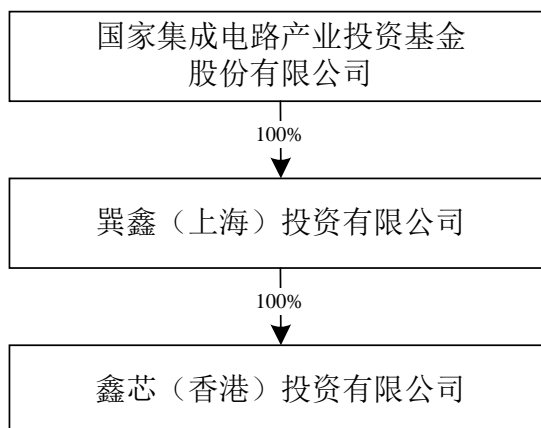 国家集成电路产业投资基金
股份有限公司
100%
巽鑫（上海）投资有限公司
100%
鑫芯（香港）投资有限公司